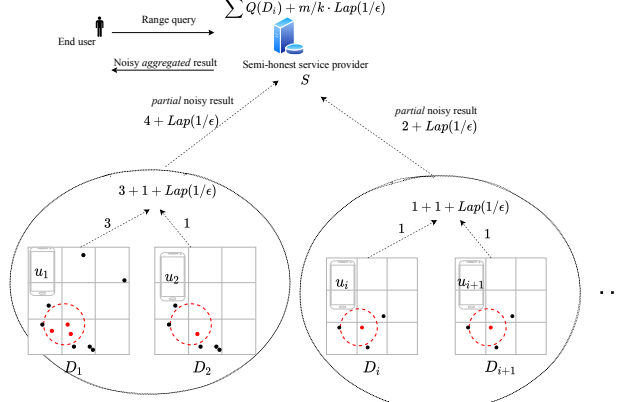 ∑ Q(D_i) + m/k · Lap(1/ϵ)
Range query
End user
Noisy aggregated result
Semi-honest service provider
S
partial noisy result
4 + Lap(1/ϵ)
partial noisy result
2 + Lap(1/ϵ)
3 + 1 + Lap(1/ϵ)
3
1
1 + 1 + Lap(1/ϵ)
1
1
u_1
u_2
u_i
u_{i+1}
D_1
D_2
D_i
D_{i+1}